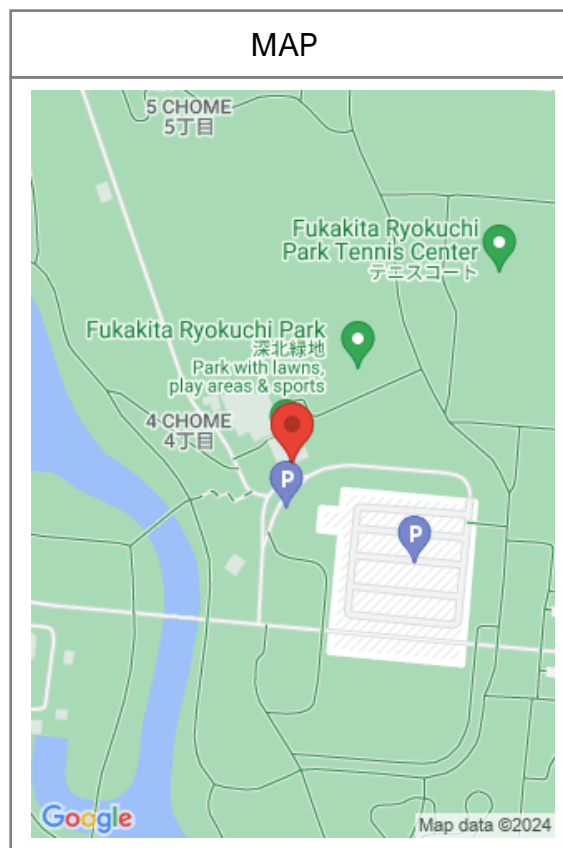 MAP
5 CHOME
5丁目
Fukakita Ryokuchi
Park Tennis Center
テニスコート
Fukakita Ryokuchi Park
深北緑地
Park with lawns,
play areas & sports
4 CHOME
4丁目
P
P
Google
Map data ©2024